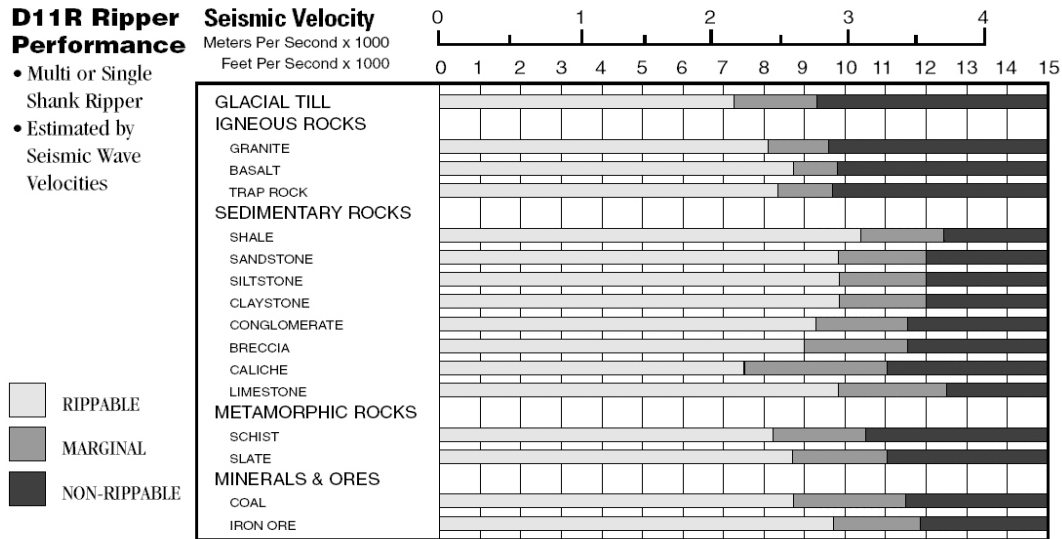 D11R Ripper
Performance
• Multi or Single
Shank Ripper
• Estimated by
Seismic Wave
Velocities
Seismic Velocity
Meters Per Second x 1000
Feet Per Second x 1000
0 1 2 3 4
0 1 2 3 4 5 6 7 8 9 10 11 12 13 14 15
GLACIAL TILL
IGNEOUS ROCKS
GRANITE
BASALT
TRAP ROCK
SEDIMENTARY ROCKS
SHALE
SANDSTONE
SILTSTONE
CLAYSTONE
CONGLOMERATE
BRECCIA
CALICHE
LIMESTONE
METAMORPHIC ROCKS
SCHIST
SLATE
MINERALS & ORES
COAL
IRON ORE
RIPPABLE
MARGINAL
NON-RIPPABLE